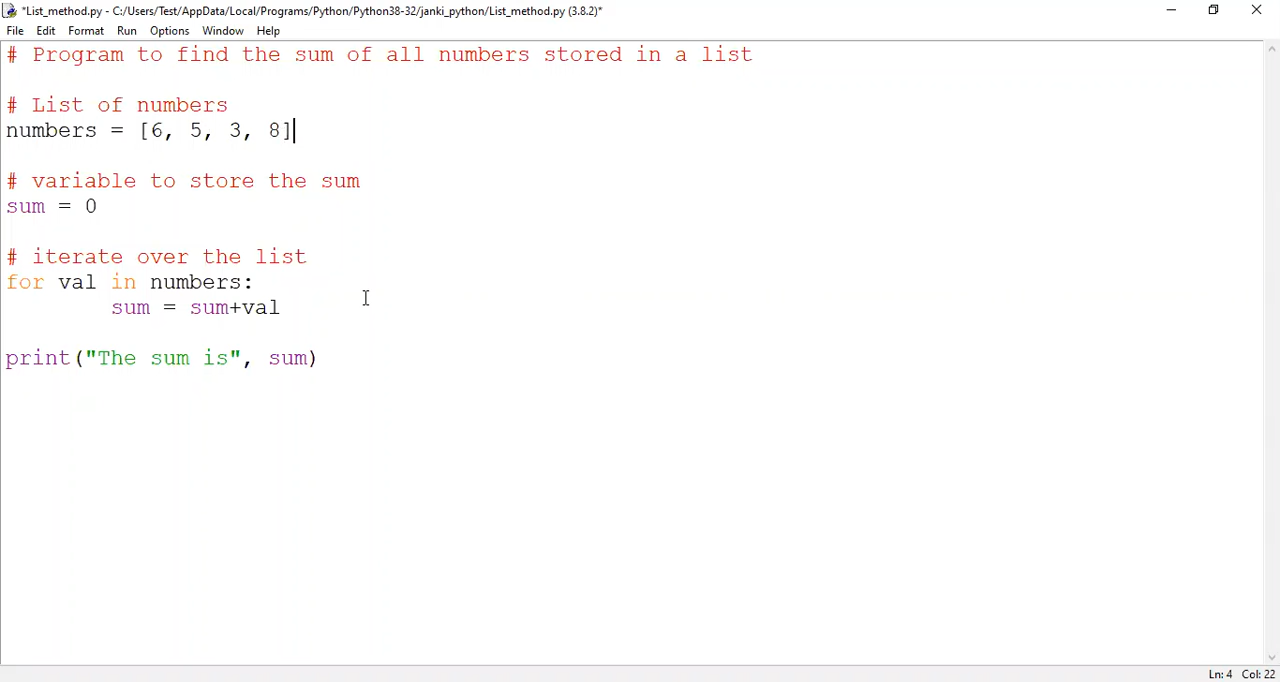 *List_method.py - C:/Users/Test/AppData/Local/Programs/Python/Python38-32/janki_python/List_method.py (3.8.2)*
File Edit Format Run Options Window Help
# Program to find the sum of all numbers stored in a list
# List of numbers
numbers = [6, 5, 3, 8]
# variable to store the sum
sum = 0
# iterate over the list
for val in numbers:
        sum = sum+val
print("The sum is", sum)
Ln: 4 Col: 22